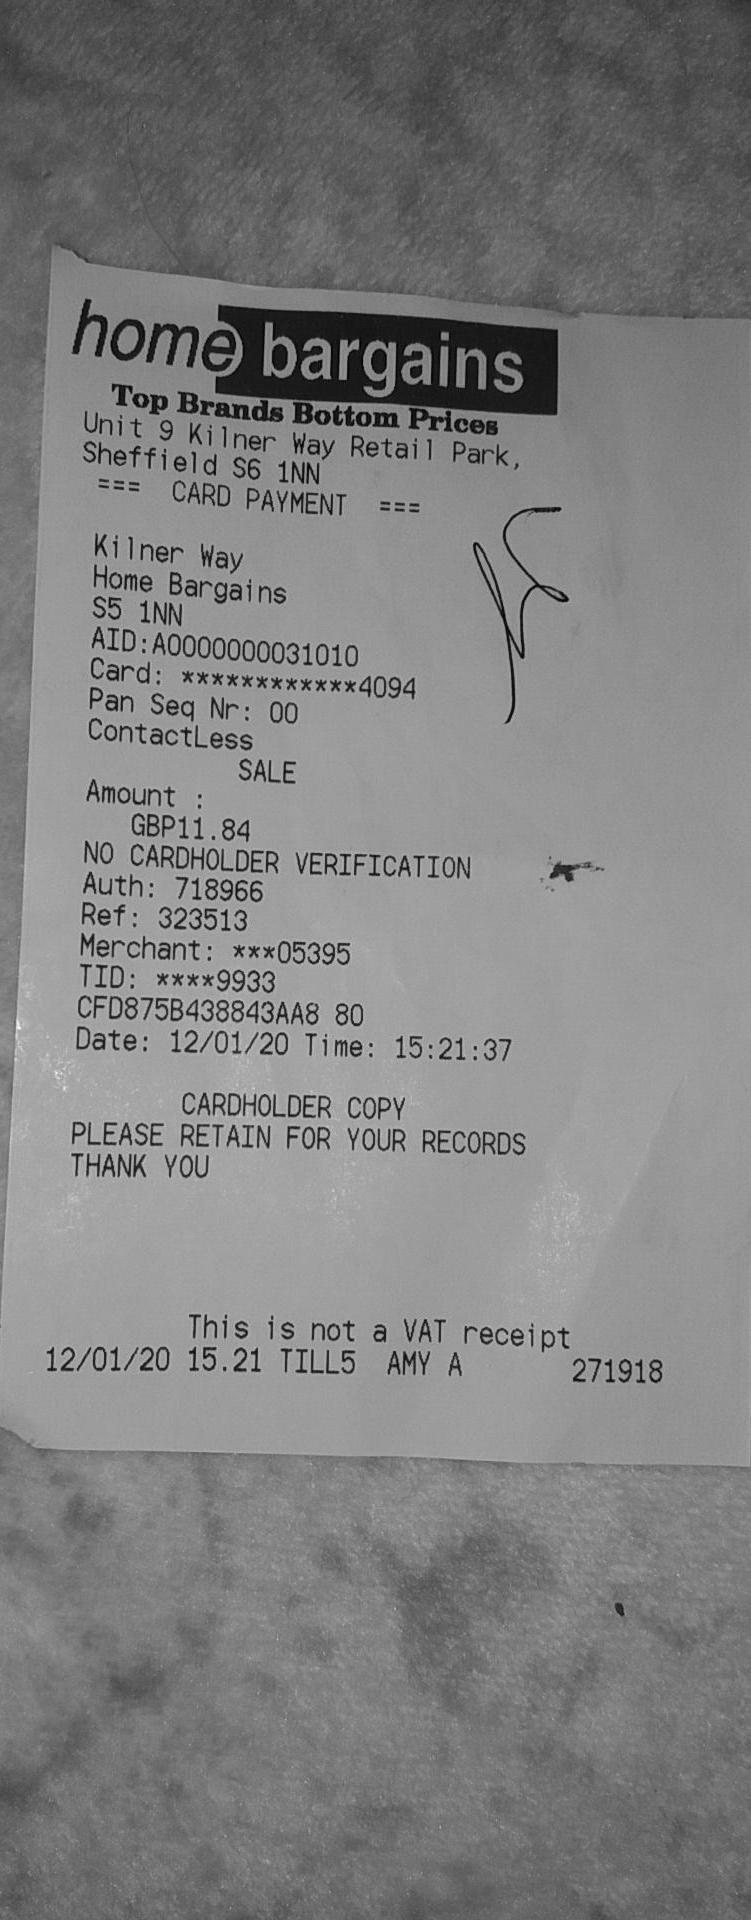 home bargains
Top Brands Bottom Prices
Unit 9 Kilner Way Retail Park,
Sheffield S6 1NN
=== CARD PAYMENT ===
Kilner Way
Home Bargains
S5 1NN
AID:A0000000031010
Card: ************4094
Pan Seq Nr: 00
ContactLess
SALE
Amount :
GBP11.84
NO CARDHOLDER VERIFICATION
Auth: 718966
Ref: 323513
Merchant: ***05395
TID: ****9933
CFD875B438843AA8 80
Date: 12/01/20 Time: 15:21:37
CARDHOLDER COPY
PLEASE RETAIN FOR YOUR RECORDS
THANK YOU
This is not a VAT receipt
12/01/20 15.21 TILL5 AMY A 271918